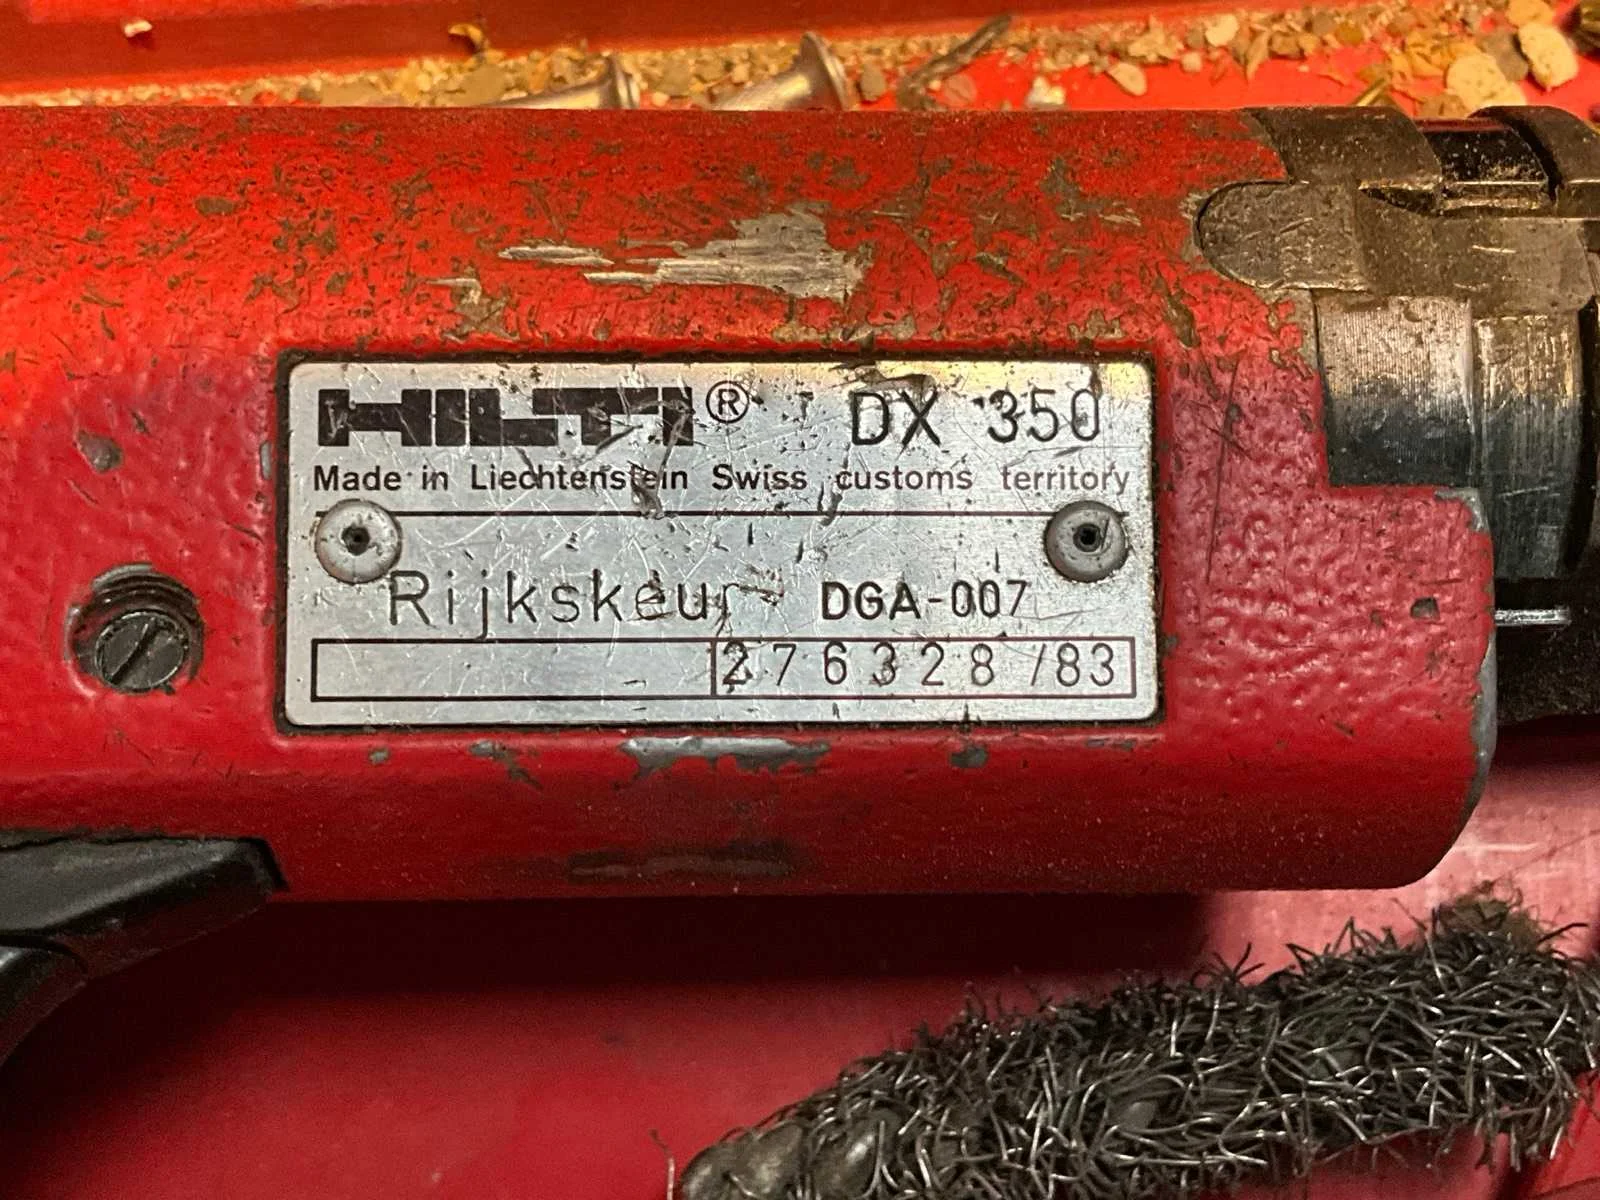 HILTI® DX 350
Made in Liechtenstein Swiss customs territory
Rijkskeur DGA-007
276328 /83